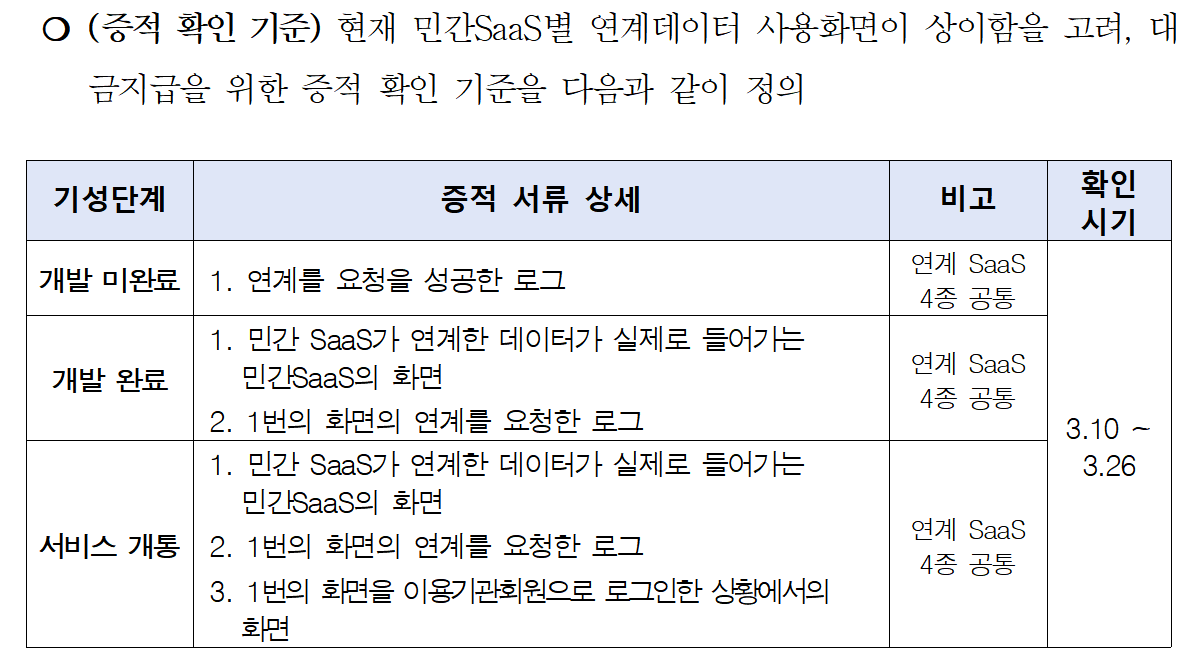 ❍ (증적 확인 기준) 현재 민간SaaS별 연계데이터 사용화면이 상이함을 고려, 대
금지급을 위한 증적 확인 기준을 다음과 같이 정의
기성단계
증적 서류 상세
비고
확인
시기
개발 미완료
1. 연계를 요청을 성공한 로그
연계 SaaS
4종 공통
개발 완료
1. 민간 SaaS가 연계한 데이터가 실제로 들어가는
민간SaaS의 화면
2. 1번의 화면의 연계를 요청한 로그
연계 SaaS
4종 공통
서비스 개통
1. 민간 SaaS가 연계한 데이터가 실제로 들어가는
민간SaaS의 화면
2. 1번의 화면의 연계를 요청한 로그
3. 1번의 화면을 이용기관회원으로 로그인한 상황에서의
화면
연계 SaaS
4종 공통
3.10 ~
3.26